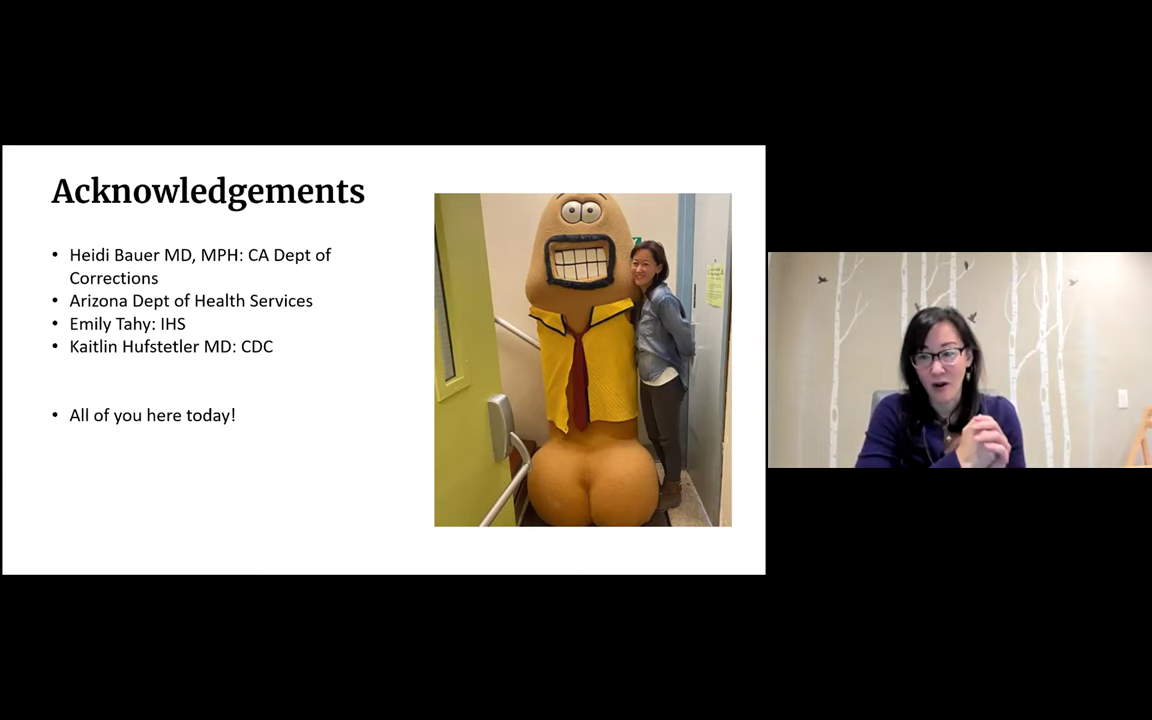 Acknowledgements
• Heidi Bauer MD, MPH: CA Dept of
Corrections
• Arizona Dept of Health Services
• Emily Tahy: IHS
• Kaitlin Hufstetler MD: CDC
• All of you here today!